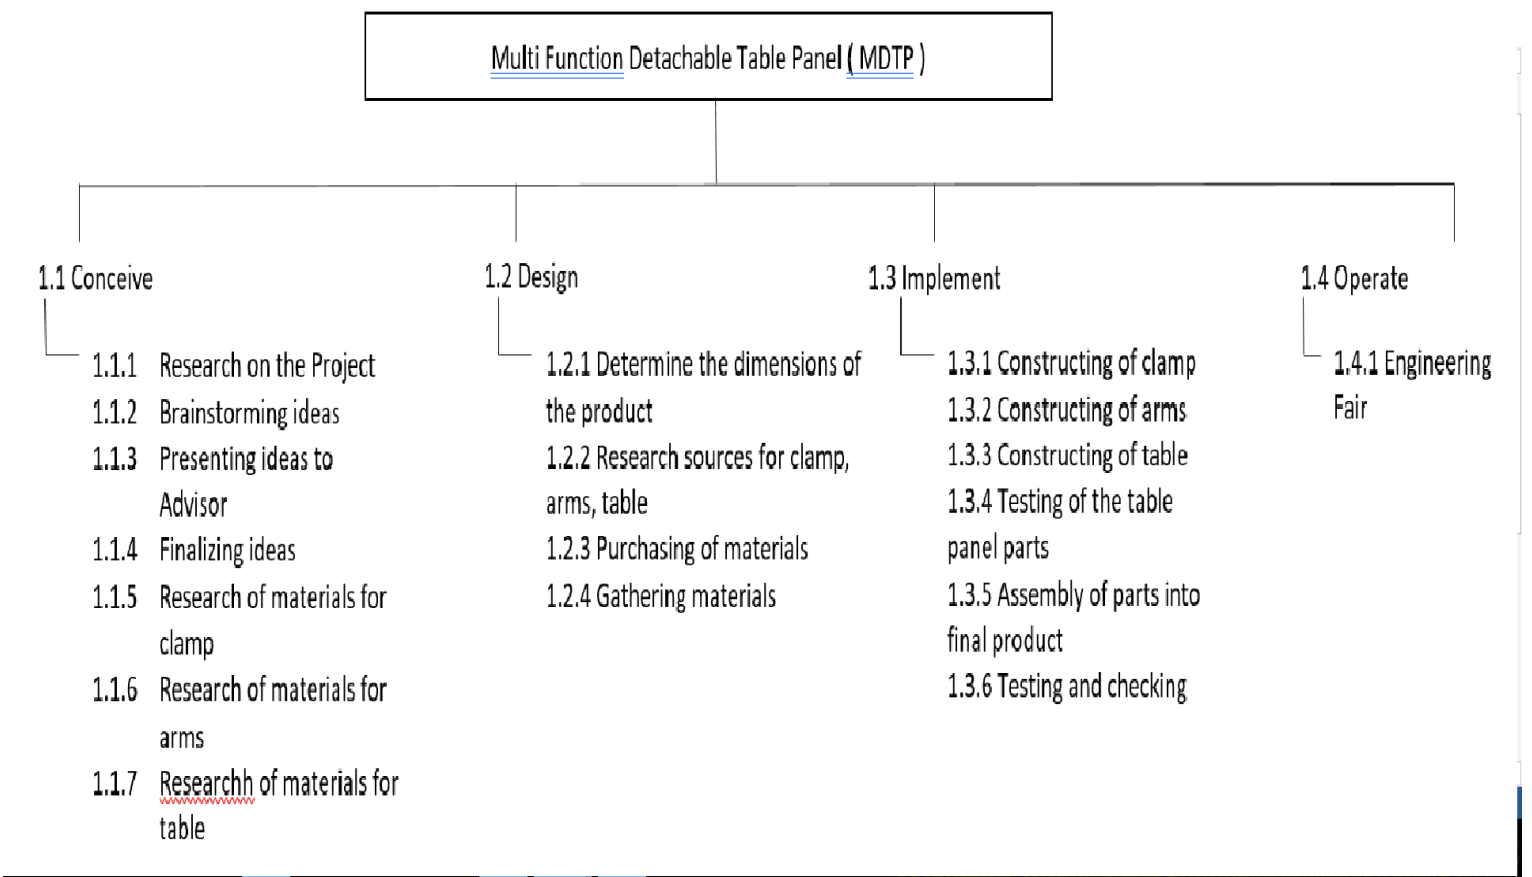 Multi Function Detachable Table Panel ( MDTP )
1.1 Conceive
1.1.1 Research on the Project
1.1.2 Brainstorming ideas
1.1.3 Presenting ideas to
Advisor
1.1.4 Finalizing ideas
1.1.5 Research of materials for
clamp
1.1.6 Research of materials for
arms
1.1.7 Researchh of materials for
table
1.2 Design
1.2.1 Determine the dimensions of
the product
1.2.2 Research sources for clamp,
arms, table
1.2.3 Purchasing of materials
1.2.4 Gathering materials
1.3 Implement
1.3.1 Constructing of clamp
1.3.2 Constructing of arms
1.3.3 Constructing of table
1.3.4 Testing of the table
panel parts
1.3.5 Assembly of parts into
final product
1.3.6 Testing and checking
1.4 Operate
1.4.1 Engineering
Fair